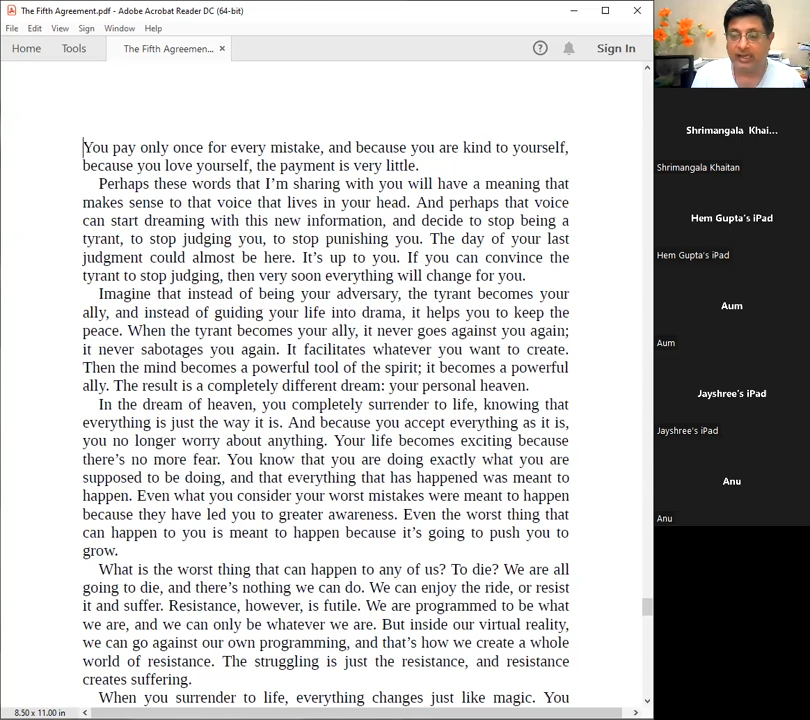 The Fifth Agreement.pdf - Adobe Acrobat Reader DC (64-bit)
File Edit View Sign Window Help
Home Tools The Fifth Agreemen... × ? Sign In
You pay only once for every mistake, and because you are kind to yourself,
because you love yourself, the payment is very little.
Perhaps these words that I’m sharing with you will have a meaning that
makes sense to that voice that lives in your head. And perhaps that voice
can start dreaming with this new information, and decide to stop being a
tyrant, to stop judging you, to stop punishing you. The day of your last
judgment could almost be here. It’s up to you. If you can convince the
tyrant to stop judging, then very soon everything will change for you.
Imagine that instead of being your adversary, the tyrant becomes your
ally, and instead of guiding your life into drama, it helps you to keep the
peace. When the tyrant becomes your ally, it never goes against you again;
it never sabotages you again. It facilitates whatever you want to create.
Then the mind becomes a powerful tool of the spirit; it becomes a powerful
ally. The result is a completely different dream: your personal heaven.
In the dream of heaven, you completely surrender to life, knowing that
everything is just the way it is. And because you accept everything as it is,
you no longer worry about anything. Your life becomes exciting because
there’s no more fear. You know that you are doing exactly what you are
supposed to be doing, and that everything that has happened was meant to
happen. Even what you consider your worst mistakes were meant to happen
because they have led you to greater awareness. Even the worst thing that
can happen to you is meant to happen because it’s going to push you to
grow.
What is the worst thing that can happen to any of us? To die? We are all
going to die, and there’s nothing we can do. We can enjoy the ride, or resist
it and suffer. Resistance, however, is futile. We are programmed to be what
we are, and we can only be whatever we are. But inside our virtual reality,
we can go against our own programming, and that’s how we create a whole
world of resistance. The struggling is just the resistance, and resistance
creates suffering.
When you surrender to life, everything changes just like magic. You
8.50 x 11.00 in
Shrimangala Khai...
Shrimangala Khaitan
Hem Gupta's iPad
Hem Gupta's iPad
Aum
Aum
Jayshree's iPad
Jayshree's iPad
Anu
Anu